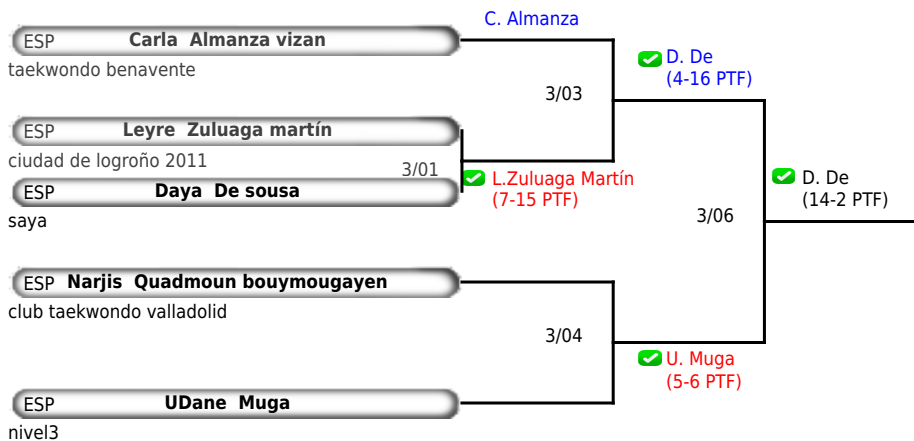 C. Almanza
ESP Carla Almanza vizan
taekwondo benavente
D. De
(4-16 PTF)
3/03
ESP Leyre Zuluaga martín
ciudad de logroño 2011
3/01
L.Zuluaga Martín
(7-15 PTF)
ESP Daya De sousa
saya
D. De
(14-2 PTF)
3/06
ESP Narjis Quadmoun bouymougayen
club taekwondo valladolid
3/04
U. Muga
(5-6 PTF)
ESP UDane Muga
nivel3